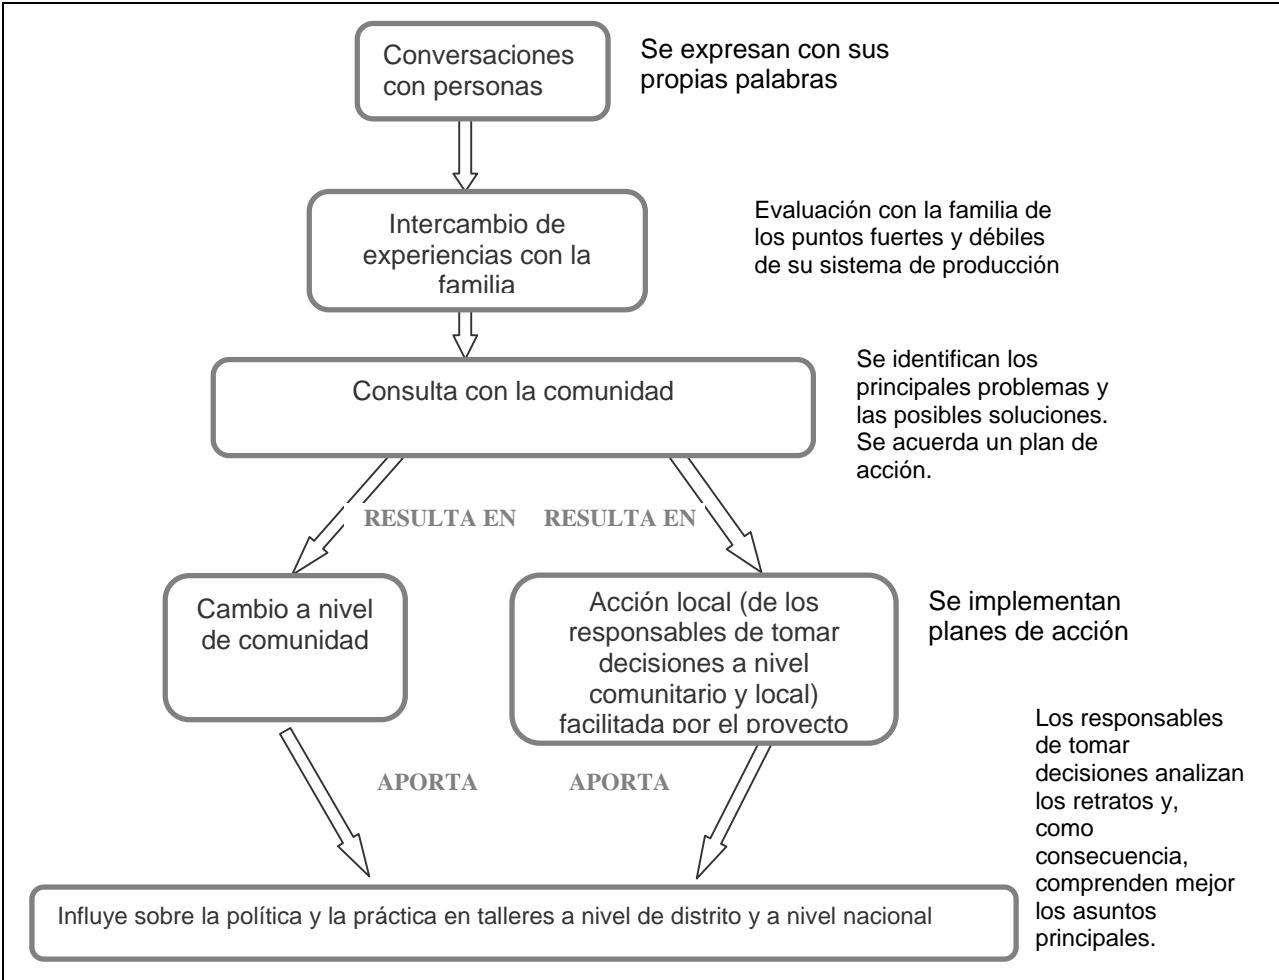 Conversaciones
con personas
Se expresan con sus
propias palabras
Intercambio de
experiencias con la
familia
Evaluación con la familia de
los puntos fuertes y débiles
de su sistema de producción
Consulta con la comunidad
Se identifican los
principales problemas y
las posibles soluciones.
Se acuerda un plan de
acción.
RESULTA EN
RESULTA EN
Cambio a nivel
de comunidad
Acción local (de los
responsables de tomar
decisiones a nivel
comunitario y local)
facilitada por el proyecto
Se implementan
planes de acción
APORTA
APORTA
Los responsables
de tomar
decisiones analizan
los retratos y,
como
consecuencia,
comprenden mejor
los asuntos
principales.
Influye sobre la política y la práctica en talleres a nivel de distrito y a nivel nacional